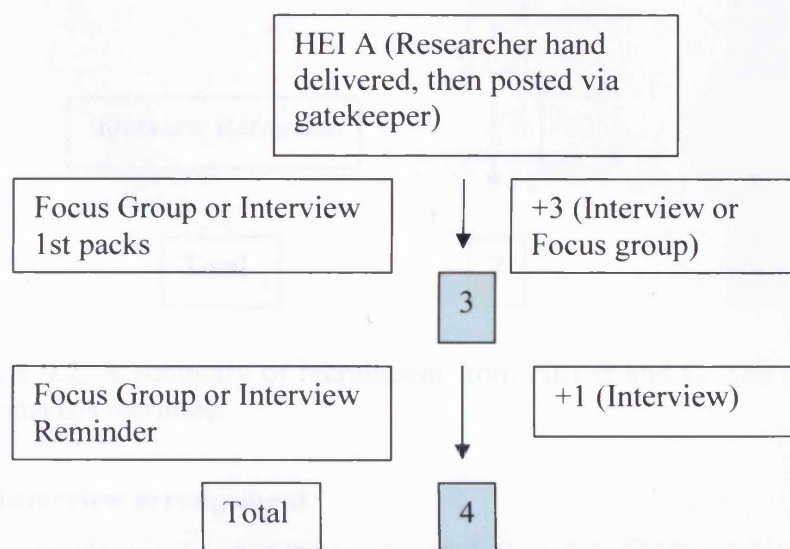 HEI A (Researcher hand
delivered, then posted via
gatekeeper)
Focus Group or Interview
1st packs
+3 (Interview or
Focus group)
3
Focus Group or Interview
Reminder
+1 (Interview)
Total
4